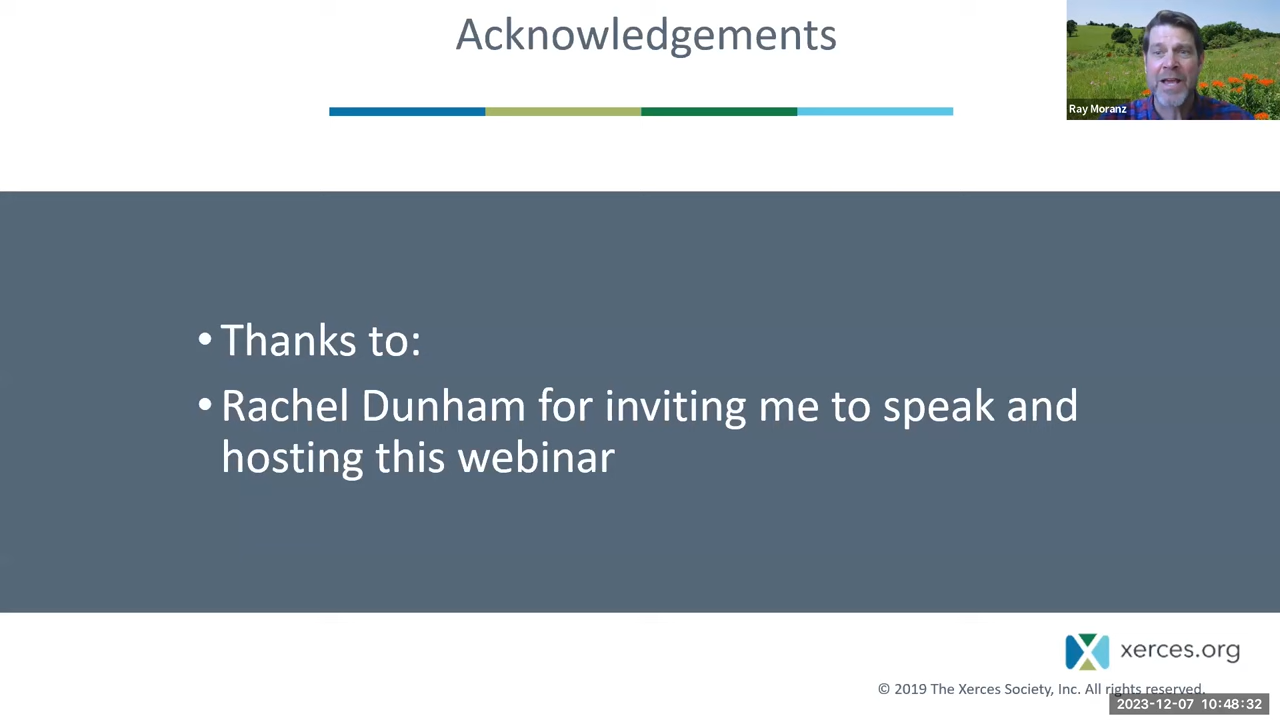 Acknowledgements
Ray Moranz
• Thanks to:
• Rachel Dunham for inviting me to speak and
hosting this webinar
xerces.org
© 2019 The Xerces Society, Inc. All rights reserved.
2023-12-07 10:48:32